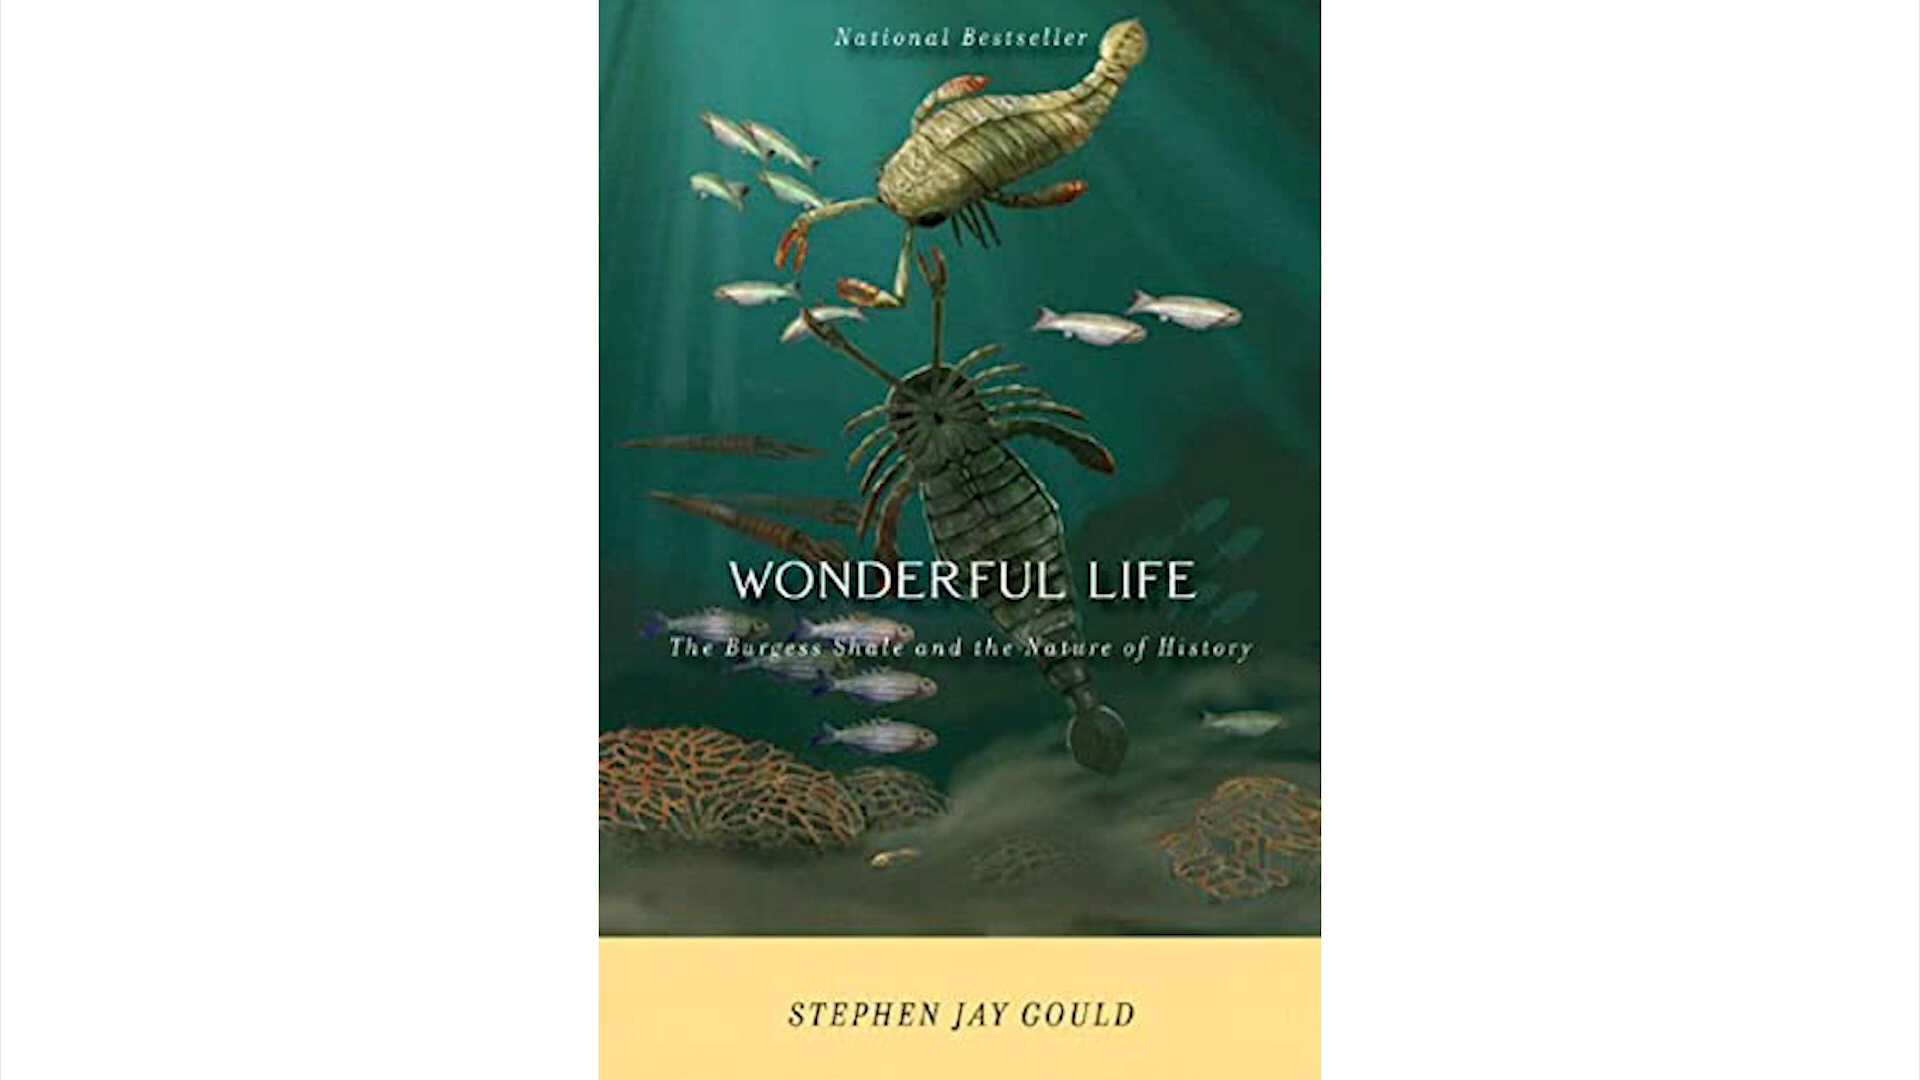 National Bestseller
WONDERFUL LIFE
The Burgess Shale and the Nature of History
STEPHEN JAY GOULD